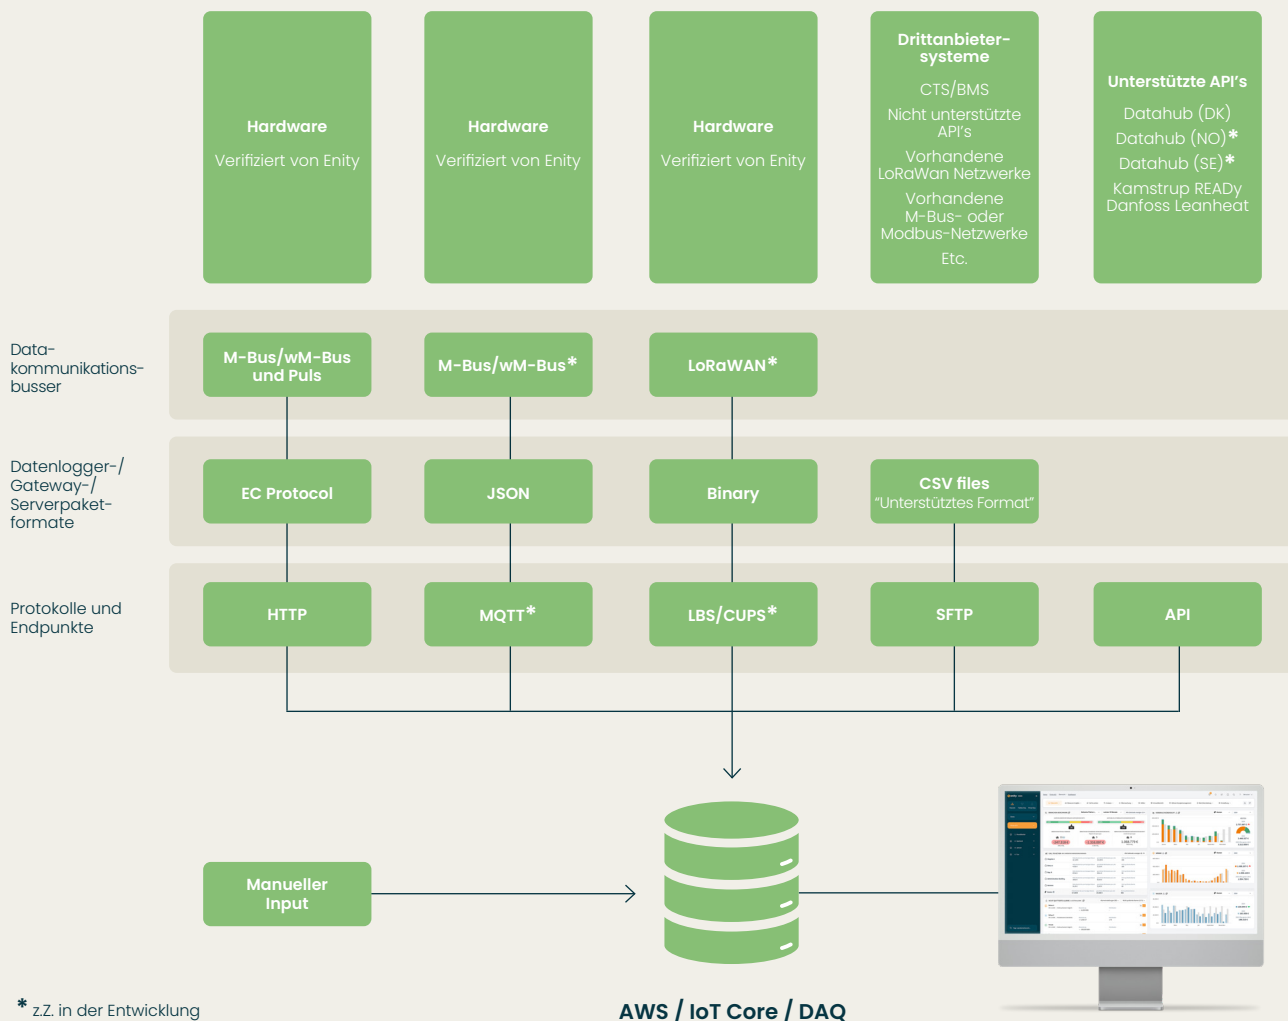 Hardware
Verifiziert von Enity
Hardware
Verifiziert von Enity
Hardware
Verifiziert von Enity
Drittanbieter-
systeme
CTS/BMS
Nicht unterstützte
API's
Vorhandene
LoRaWan Netzwerke
Vorhandene
M-Bus- oder
Modbus-Netzwerke
Etc.
Unterstützte API's
Datahub (DK)
Datahub (NO)*
Datahub (SE)*
Kamstrup READy
Danfoss Leanheat
Data-
kommunikations-
busser
M-Bus/wM-Bus
und Puls
M-Bus/wM-Bus*
LoRaWAN*
Datenlogger-/
Gateway-/
Serverpaket-
formate
EC Protocol
JSON
Binary
CSV files
"Unterstütztes Format"
Protokolle und
Endpunkte
HTTP
MQTT*
LBS/CUPS*
SFTP
API
Manueller
Input
* z.Z. in der Entwicklung
AWS / IoT Core / DAQ